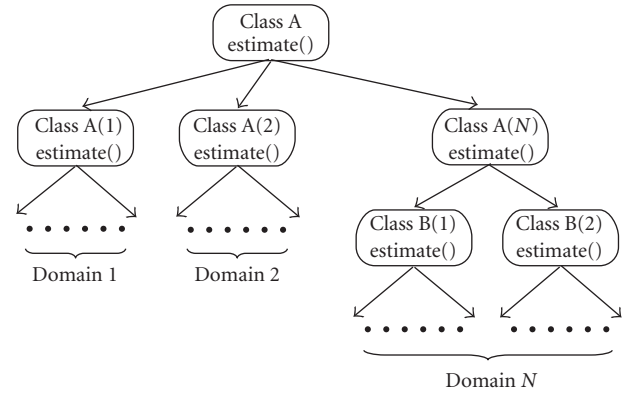 Class A
estimate()
Class A(1)
estimate()
Class A(2)
estimate()
Class A(N)
estimate()
Class B(1)
estimate()
Class B(2)
estimate()
Domain 1
Domain 2
Domain N